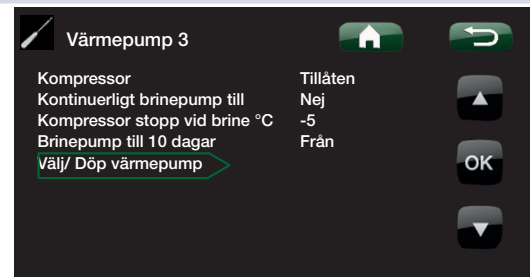 Värmepump 3
Kompressor Tillåten
Kontinuerligt brinepump till Nej
Kompressor stopp vid brine °C -5
Brinepump till 10 dagar Från
Välj/ Döp värmepump
OK